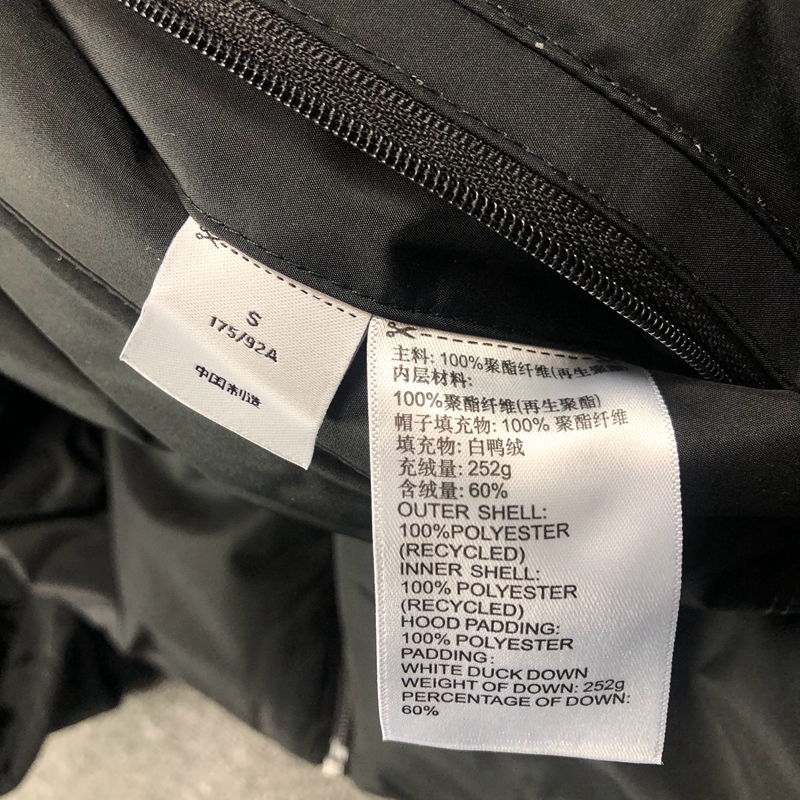 S
175/92A
中国制造
主料: 100%聚酯纤维(再生聚酯)
内层材料:
100%聚酯纤维(再生聚酯)
帽子填充物: 100% 聚酯纤维
填充物: 白鸭绒
充绒量: 252g
含绒量: 60%
OUTER SHELL:
100%POLYESTER
(RECYCLED)
INNER SHELL:
100% POLYESTER
(RECYCLED)
HOOD PADDING:
100% POLYESTER
PADDING:
WHITE DUCK DOWN
WEIGHT OF DOWN: 252g
PERCENTAGE OF DOWN:
60%